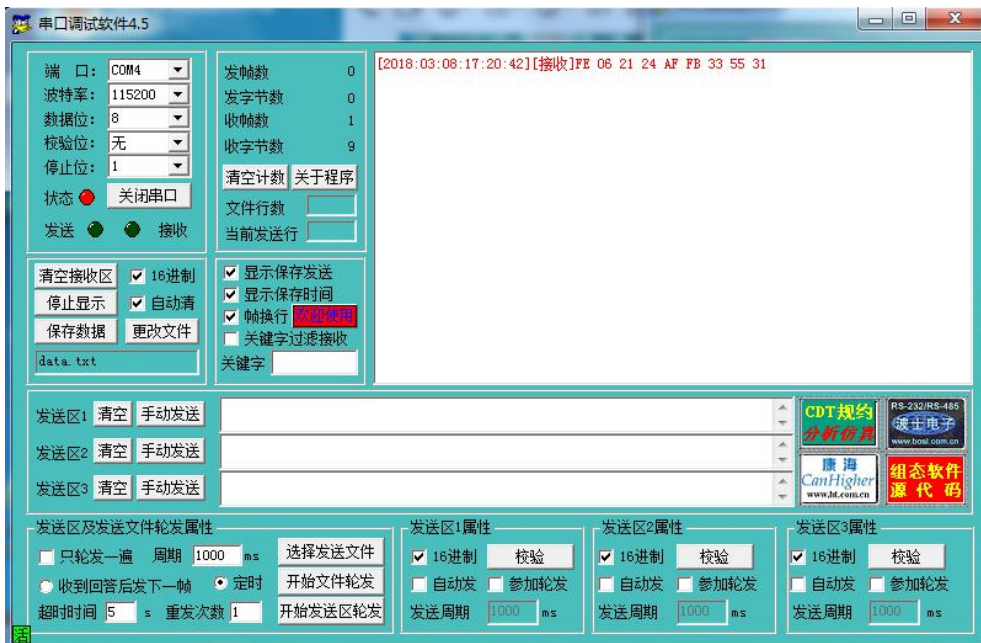 串口调试软件4.5
端 口: COM4
波特率: 115200
数据位: 8
校验位: 无
停止位: 1
状态 关闭串口
发送 接收
发帧数 0
发字节数 0
收帧数 1
收字节数 9
清空计数 关于程序
文件行数
当前发送行
[2018:03:08:17:20:42][接收]FE 06 21 24 AF FB 33 55 31
清空接收区 16进制
停止显示 自动清
保存数据 更改文件
data.txt
显示保存发送
显示保存时间
帧换行 欢迎使用
关键字过滤接收
关键字
发送区1 清空 手动发送
发送区2 清空 手动发送
发送区3 清空 手动发送
CDT规约
分析仿真
RS-232/RS-485
波士电子
www.bosi.com.cn
康海
CanHigher
www.ht.com.cn
组态软件
源代码
发送区及发送文件轮发属性
只轮发一遍 周期 1000 ms 选择发送文件
收到回答后发下一帧 定时 开始文件轮发
超时时间 5 s 重发次数 1 开始发送区轮发
发送区1属性
16进制 校验
自动发 参加轮发
发送周期 1000 ms
发送区2属性
16进制 校验
自动发 参加轮发
发送周期 1000 ms
发送区3属性
16进制 校验
自动发 参加轮发
发送周期 1000 ms
活